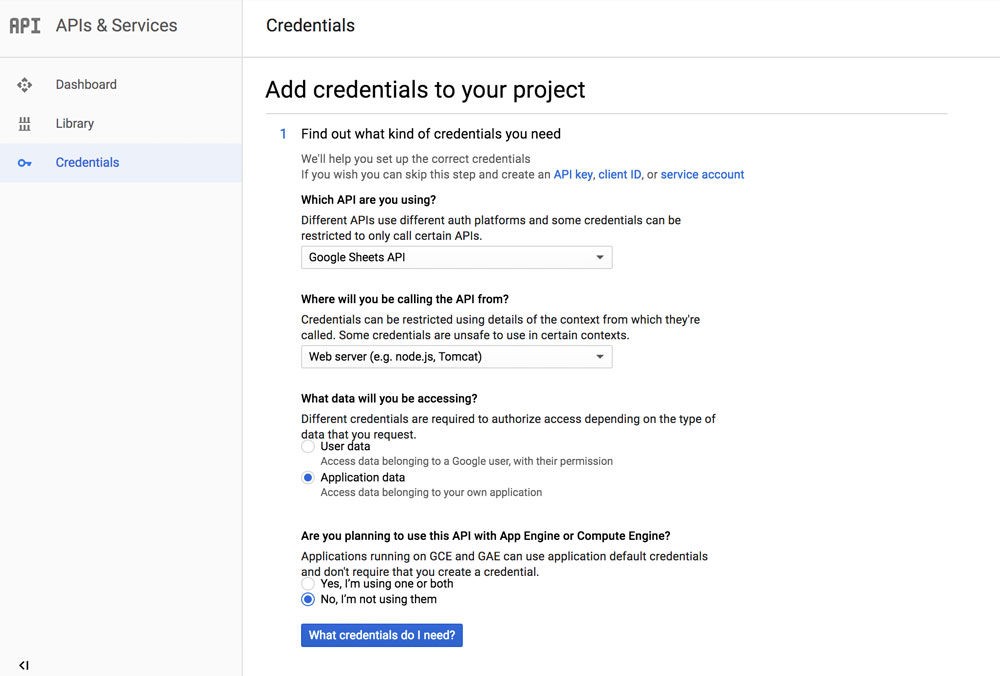 API APIs & Services
Credentials
Dashboard
Library
Credentials
Add credentials to your project
1 Find out what kind of credentials you need
We'll help you set up the correct credentials
If you wish you can skip this step and create an API key, client ID, or service account
Which API are you using?
Different APIs use different auth platforms and some credentials can be
restricted to only call certain APIs.
Google Sheets API
Where will you be calling the API from?
Credentials can be restricted using details of the context from which they're
called. Some credentials are unsafe to use in certain contexts.
Web server (e.g. node.js, Tomcat)
What data will you be accessing?
Different credentials are required to authorize access depending on the type of
data that you request.
User data
Access data belonging to a Google user, with their permission
Application data
Access data belonging to your own application
Are you planning to use this API with App Engine or Compute Engine?
Applications running on GCE and GAE can use application default credentials
and don't require that you create a credential.
Yes, I'm using one or both
No, I'm not using them
What credentials do I need?